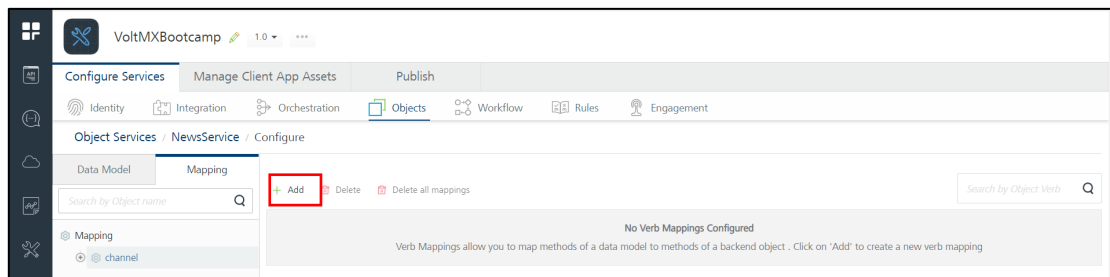 VoltMXBootcamp 1.0
Configure Services Manage Client App Assets Publish
API
Identity Integration Orchestration Objects Workflow Rules Engagement
Object Services / NewsService / Configure
Data Model Mapping
+ Add Delete Delete all mappings Search by Object Verb
Search by Object name
No Verb Mappings Configured
Mapping
Verb Mappings allow you to map methods of a data model to methods of a backend object . Click on 'Add' to create a new verb mapping
channel